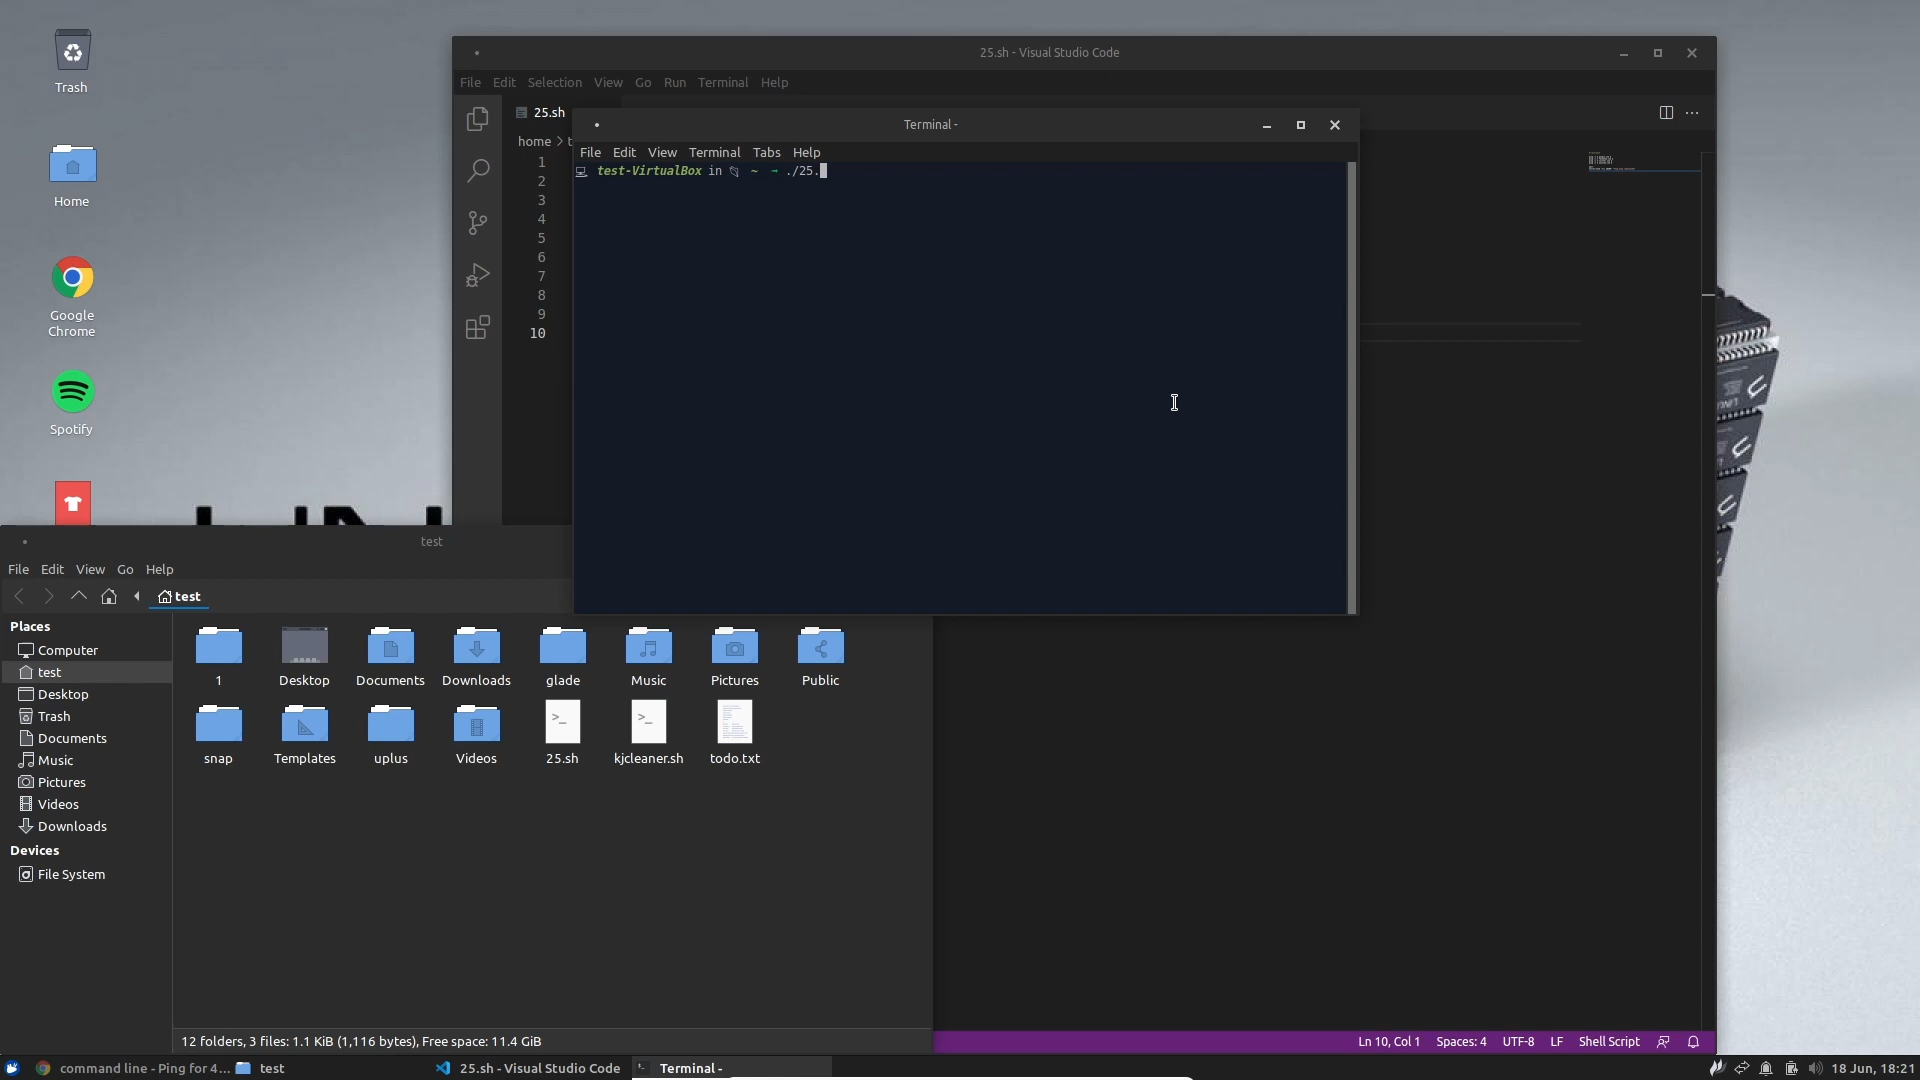 Trash
Home
Google
Chrome
Spotify
25.sh - Visual Studio Code
File Edit Selection View Go Run Terminal Help
25.sh
home > t
1
2
3
4
5
6
7
8
9
10
Terminal -
File Edit View Terminal Tabs Help
test-VirtualBox in ~ → ./25.
test
File Edit View Go Help
test
Places
Computer
test
Desktop
Trash
Documents
Music
Pictures
Videos
Downloads
Devices
File System
1 Desktop Documents Downloads glade Music Pictures Public
snap Templates uplus Videos 25.sh kjcleaner.sh todo.txt
12 folders, 3 files: 1.1 KiB (1,116 bytes), Free space: 11.4 GiB
Ln 10, Col 1 Spaces: 4 UTF-8 LF Shell Script
command line - Ping for 4... test 25.sh - Visual Studio Code Terminal - 18 Jun, 18:21